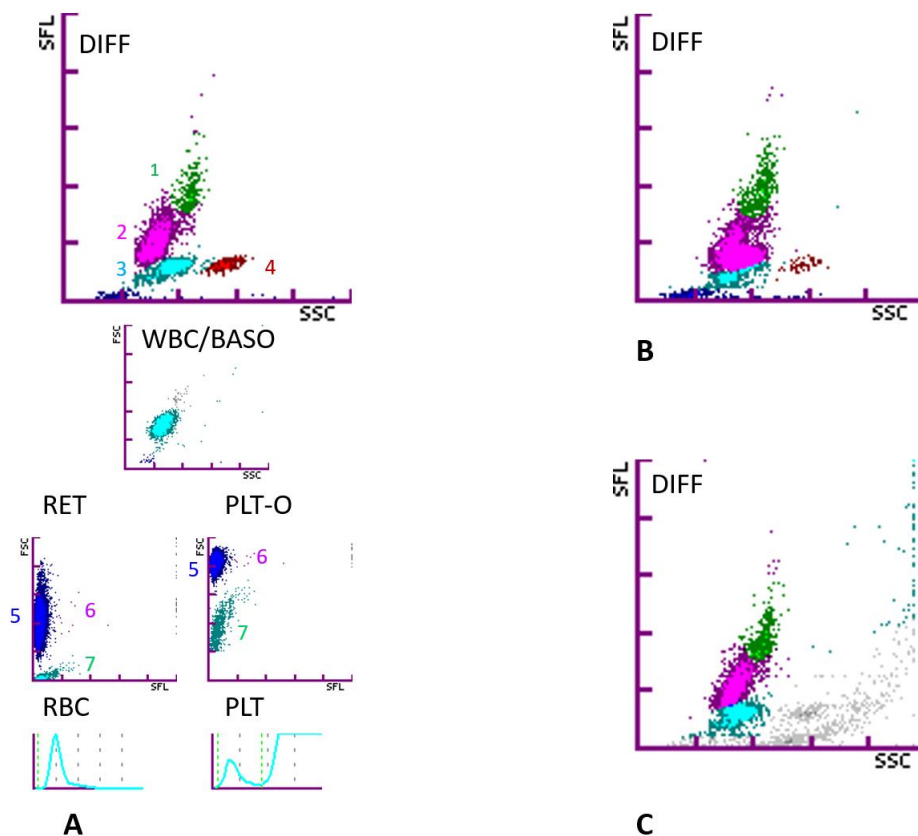 SFL
DIFF
1
2
3
4
SSC
WBC/BASO
FSC
SSC
RET
PLT-O
FSC
5
6
7
SFL
FSC
5
6
7
SFL
RBC
PLT
A
SFL
DIFF
SSC
B
SFL
DIFF
SSC
C